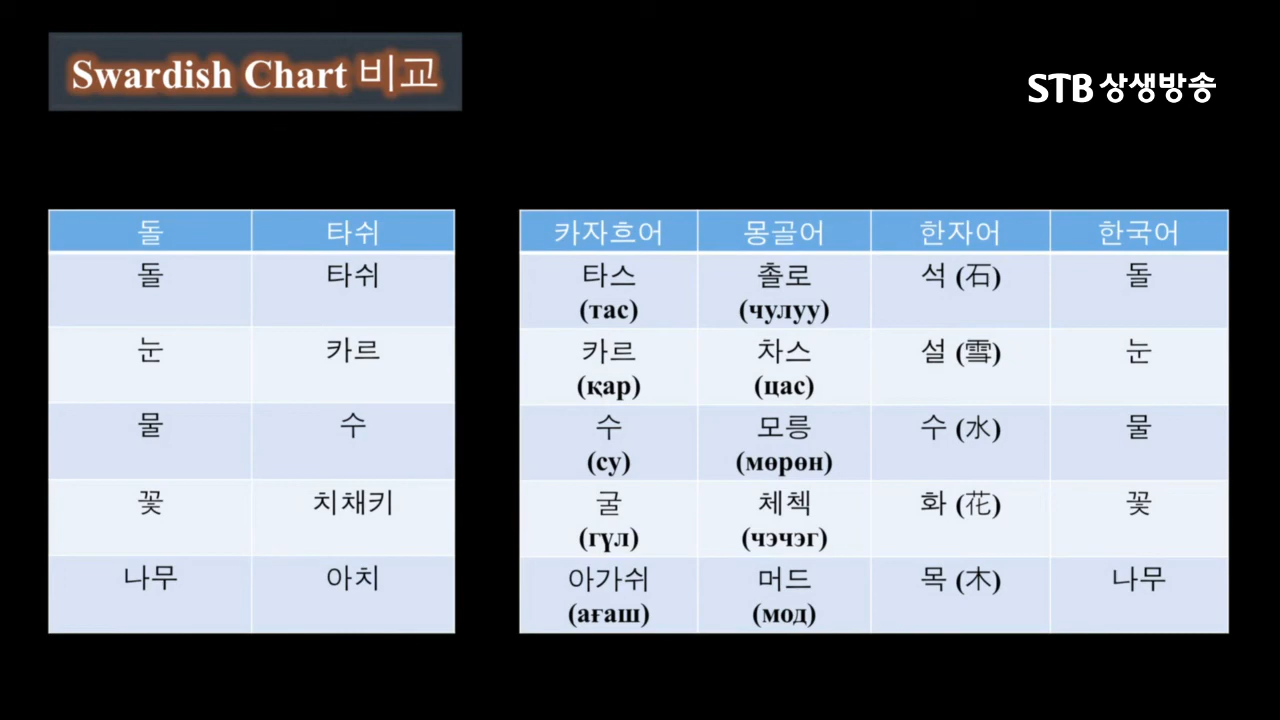 Swardish Chart 비교
STB 상생방송
돌 타쉬
돌 타쉬
눈 카르
물 수
꽃 치채키
나무 아치
카자흐어 몽골어 한자어 한국어
타스 촐로 석 (石) 돌
(тас) (чулуу)
카르 차스 설 (雪) 눈
(қар) (цас)
수 모릉 수 (水) 물
(су) (мөрөн)
굴 체첵 화 (花) 꽃
(гүл) (чэчэг)
아가쉬 머드 목 (木) 나무
(ағаш) (мод)